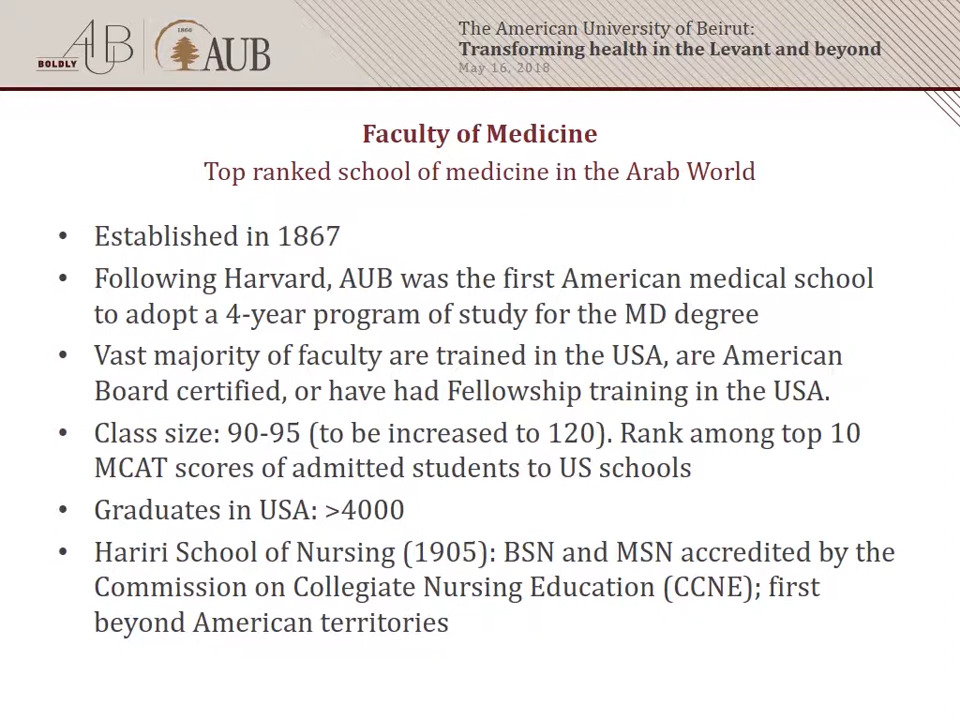 AUB
BOLDLY
1866
AUB
The American University of Beirut:
Transforming health in the Levant and beyond
May 16, 2018
Faculty of Medicine
Top ranked school of medicine in the Arab World
• Established in 1867
• Following Harvard, AUB was the first American medical school
to adopt a 4-year program of study for the MD degree
• Vast majority of faculty are trained in the USA, are American
Board certified, or have had Fellowship training in the USA.
• Class size: 90-95 (to be increased to 120). Rank among top 10
MCAT scores of admitted students to US schools
• Graduates in USA: >4000
• Hariri School of Nursing (1905): BSN and MSN accredited by the
Commission on Collegiate Nursing Education (CCNE); first
beyond American territories